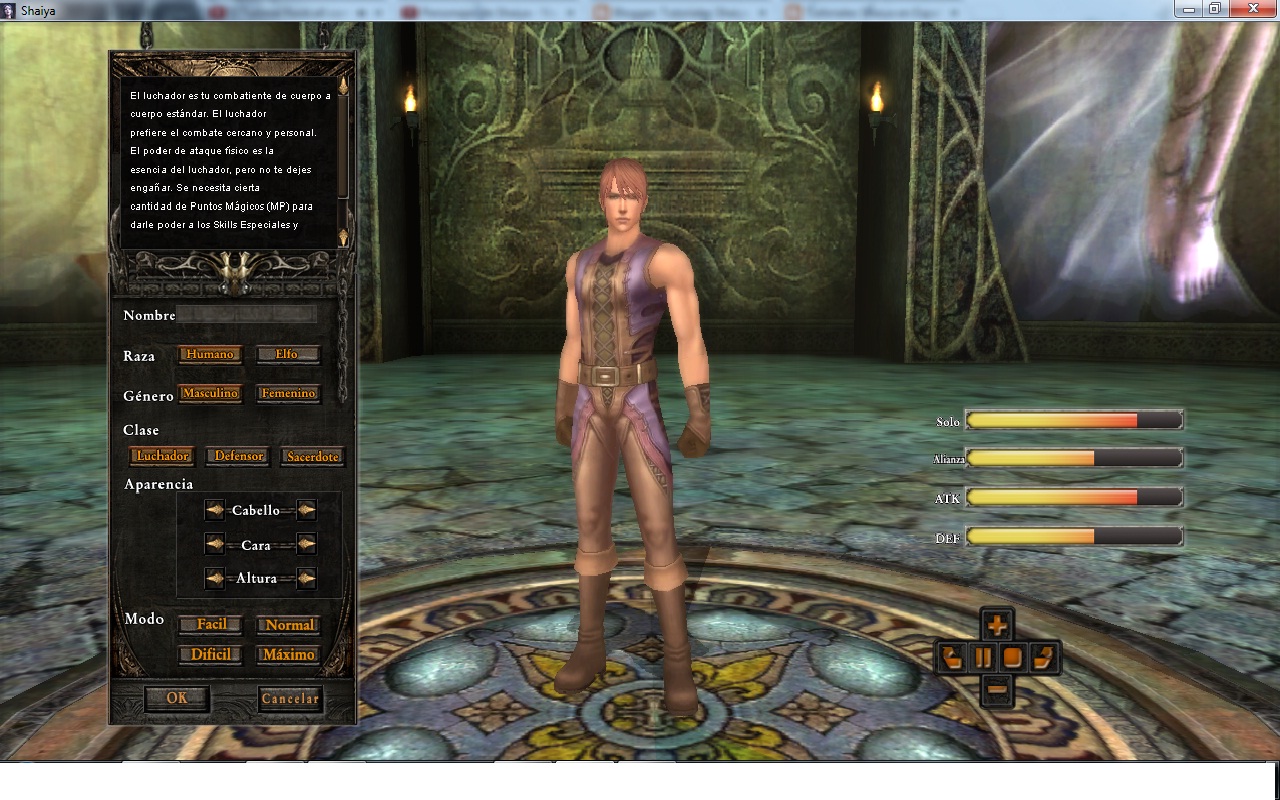 Shaiya
El luchador es tu combatiente de cuerpo a
cuerpo estándar. El luchador
prefiere el combate cercano y personal.
El poder de ataque físico es la
esencia del luchador, pero no te dejes
engañar. Se necesita cierta
cantidad de Puntos Mágicos (MP) para
darle poder a los Skills Especiales y
Nombre
Raza Humano Elfo
Género Masculino Femenino
Clase
Luchador Defensor Sacerdote
Aparencia
Cabello
Cara
Altura
Modo Facil Normal
Dificil Máximo
OK Cancelar
Solo
Alianza
ATK
DEF